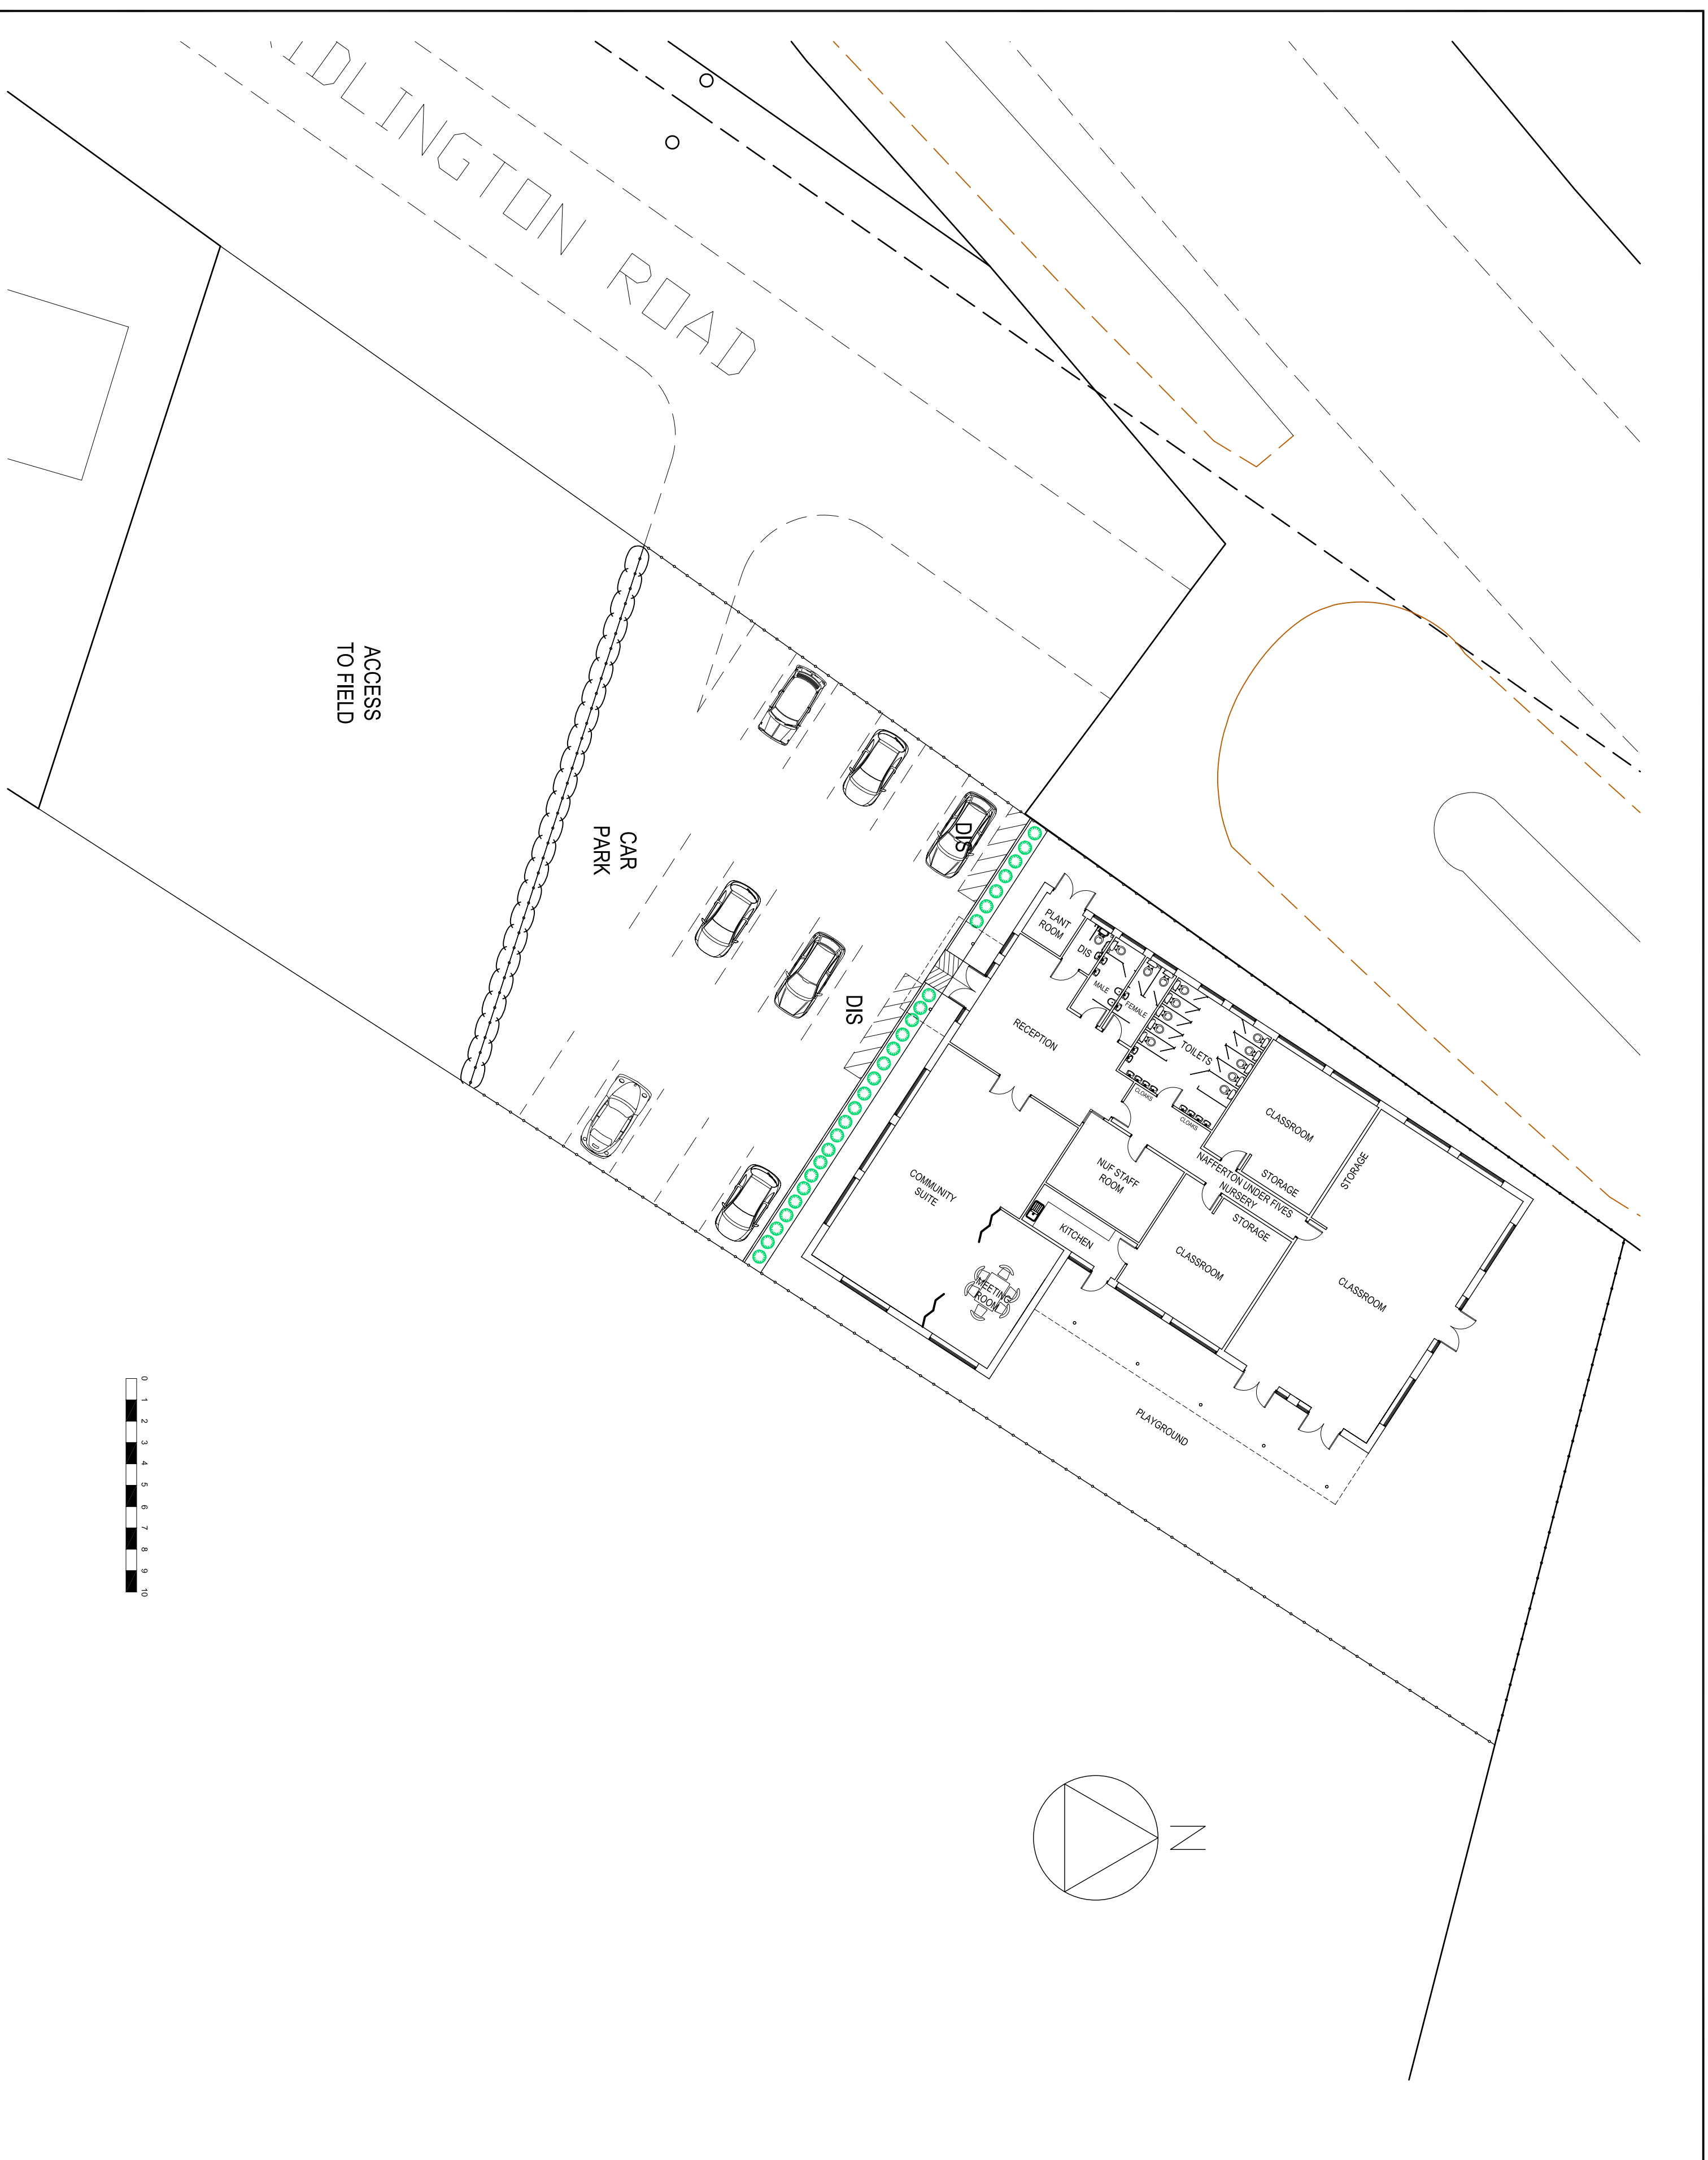 IDLINGTON ROAD
ACCESS
TO FIELD
CAR
PARK
DIS
DIS
PLANT
ROOM
DIS
MALE
FEMALE
TOILETS
RECEPTION
CLOAKS
CLOAKS
CLASSROOM
STORAGE
STORAGE
NAFFERTON UNDER FIVES
NURSERY
STORAGE
NUF STAFF
ROOM
COMMUNITY
SUITE
KITCHEN
CLASSROOM
CLASSROOM
MEETING
ROOM
PLAYGROUND
0 1 2 3 4 5 6 7 8 9 10
N